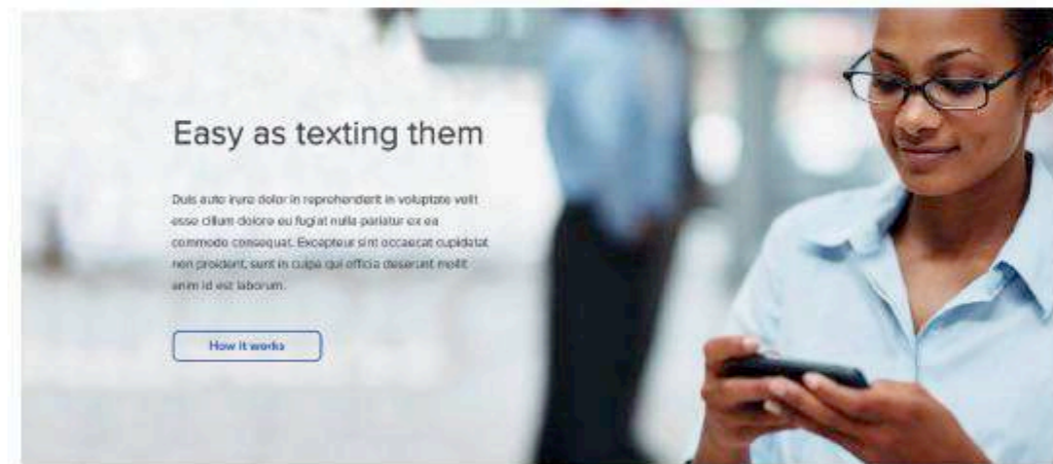 Easy as texting them
Duis aute irure dolor in reprehenderit in voluptate velit
esse cillum dolore eu fugiat nulla pariatur ex ea
commodo consequat. Excepteur sint occaecat cupidatat
non proident, sunt in culpa qui officia deserunt mollit
anim id est laborum.
How it works